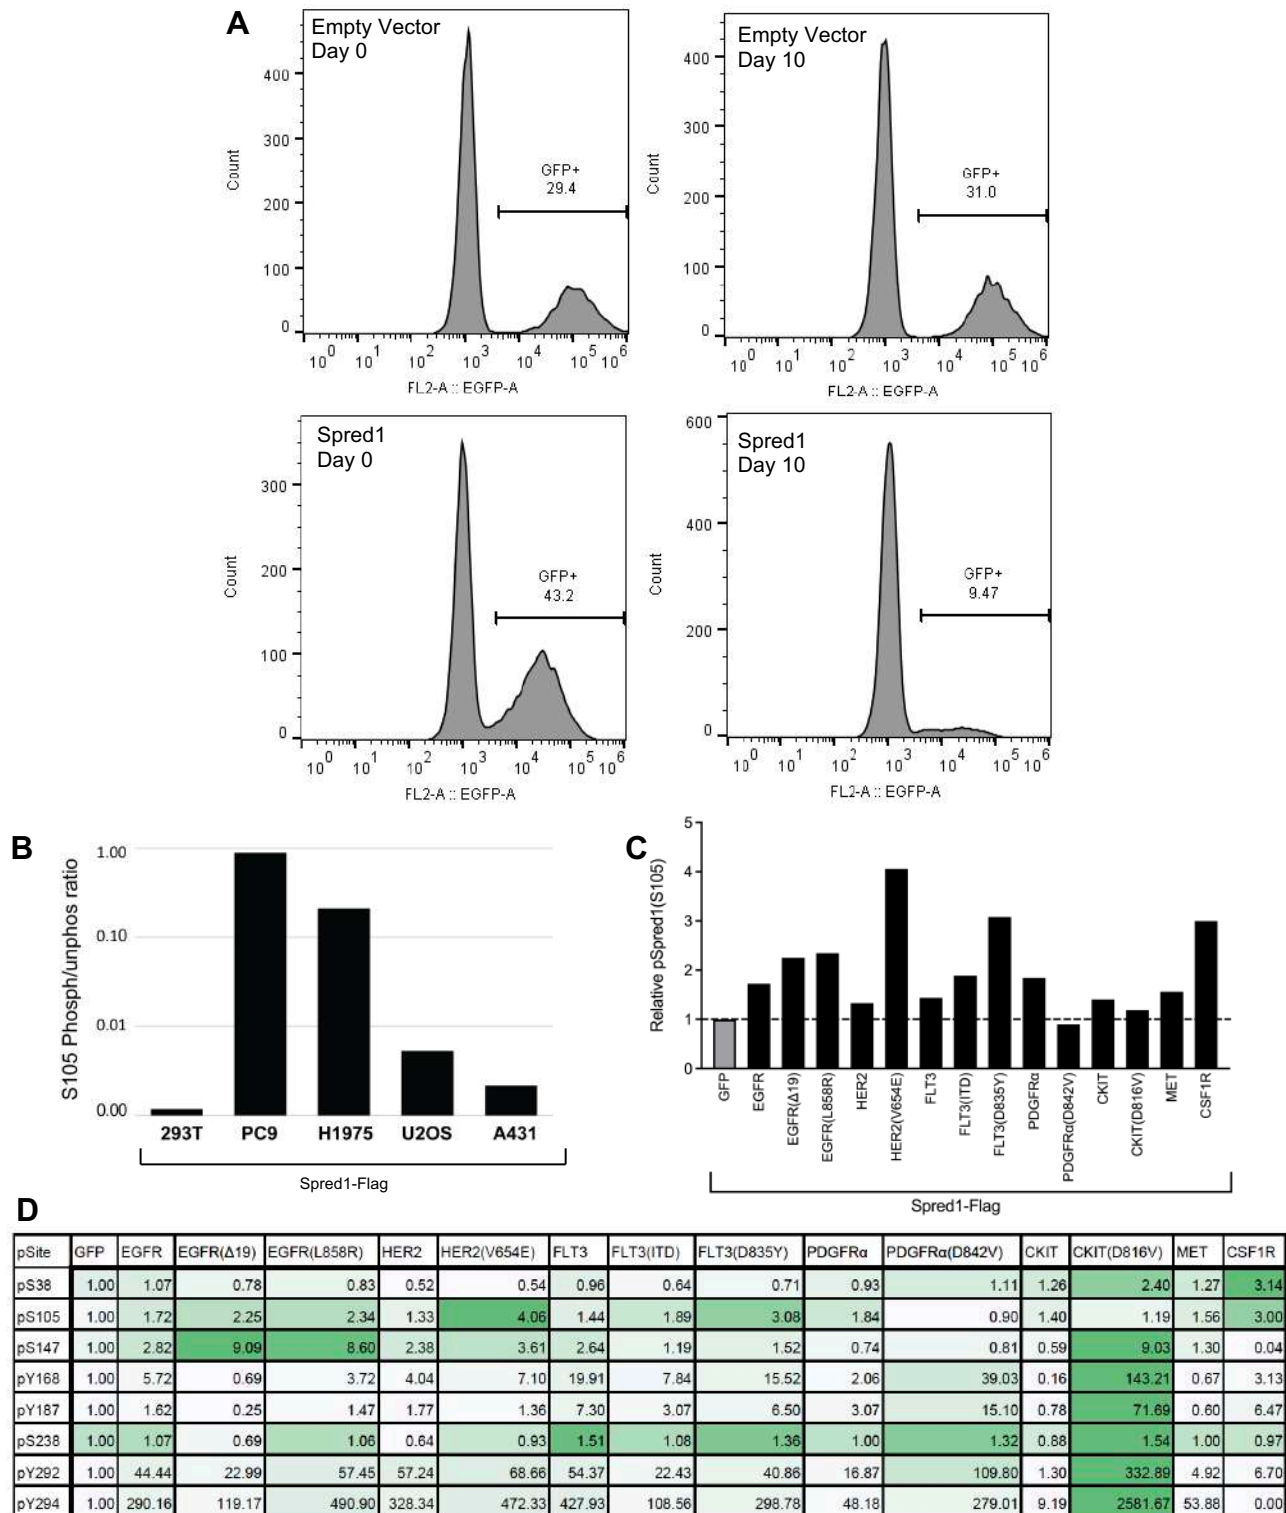 A
Empty Vector
Day 0
GFP+
29.4
Count
400
300
200
100
0
10^0 10^1 10^2 10^3 10^4 10^5 10^6
FL2-A :: EGFP-A
Empty Vector
Day 10
GFP+
31.0
Count
400
300
200
100
0
10^0 10^1 10^2 10^3 10^4 10^5 10^6
FL2-A :: EGFP-A
Spred1
Day 0
GFP+
43.2
Count
300
200
100
0
10^0 10^1 10^2 10^3 10^4 10^5 10^6
FL2-A :: EGFP-A
Spred1
Day 10
GFP+
9.47
Count
600
400
200
0
10^0 10^1 10^2 10^3 10^4 10^5 10^6
FL2-A :: EGFP-A
B
S105 Phosph/unphos ratio
1.00
0.10
0.01
0.00
293T PC9 H1975 U2OS A431
Spred1-Flag
C
Relative pSpred1(S105)
5
4
3
2
1
0
GFP
EGFR
EGFR(Δ19)
EGFR(L858R)
HER2
HER2(V654E)
FLT3
FLT3(ITD)
FLT3(D835Y)
PDGFRα
PDGFRα(D842V)
CKIT
CKIT(D816V)
MET
CSF1R
Spred1-Flag
D
pSite GFP EGFR EGFR(Δ19) EGFR(L858R) HER2 HER2(V654E) FLT3 FLT3(ITD) FLT3(D835Y) PDGFRα PDGFRα(D842V) CKIT CKIT(D816V) MET CSF1R
pS38 1.00 1.07 0.78 0.83 0.52 0.54 0.96 0.64 0.71 0.93 1.11 1.26 2.40 1.27 3.14
pS105 1.00 1.72 2.25 2.34 1.33 4.06 1.44 1.89 3.08 1.84 0.90 1.40 1.19 1.56 3.00
pS147 1.00 2.82 9.09 8.60 2.38 3.61 2.64 1.19 1.52 0.74 0.81 0.59 9.03 1.30 0.04
pY168 1.00 5.72 0.69 3.72 4.04 7.10 19.91 7.84 15.52 2.06 39.03 0.16 143.21 0.67 3.13
pY187 1.00 1.62 0.25 1.47 1.77 1.36 7.30 3.07 6.50 3.07 15.10 0.78 71.69 0.60 6.47
pS238 1.00 1.07 0.69 1.06 0.64 0.93 1.51 1.08 1.36 1.00 1.32 0.88 1.54 1.00 0.97
pY292 1.00 44.44 22.99 57.45 57.24 68.66 54.37 22.43 40.86 16.87 109.80 1.30 332.89 4.92 6.70
pY294 1.00 290.16 119.17 490.90 328.34 472.33 427.93 108.56 298.78 48.18 279.01 9.19 2581.67 53.88 0.00